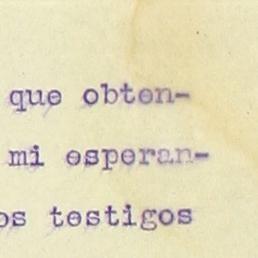 que obten-
mi esperan-
os testigos